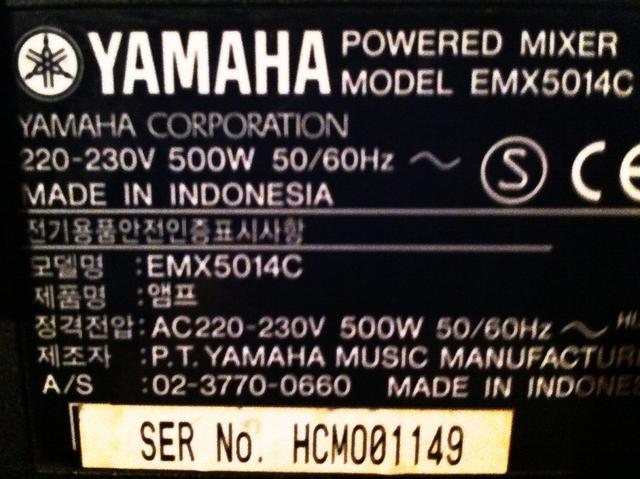 YAMAHA POWERED MIXER
MODEL EMX5014C
YAMAHA CORPORATION
220-230V 500W 50/60Hz ~ S CE
MADE IN INDONESIA
전기용품안전인증표시사항
모델명 :EMX5014C
제품명 :앰프
정격전압:AC220-230V 500W 50/60Hz ~
제조자 :P.T. YAMAHA MUSIC MANUFACTUR
A/S :02-3770-0660 MADE IN INDONE
SER No. HCM001149